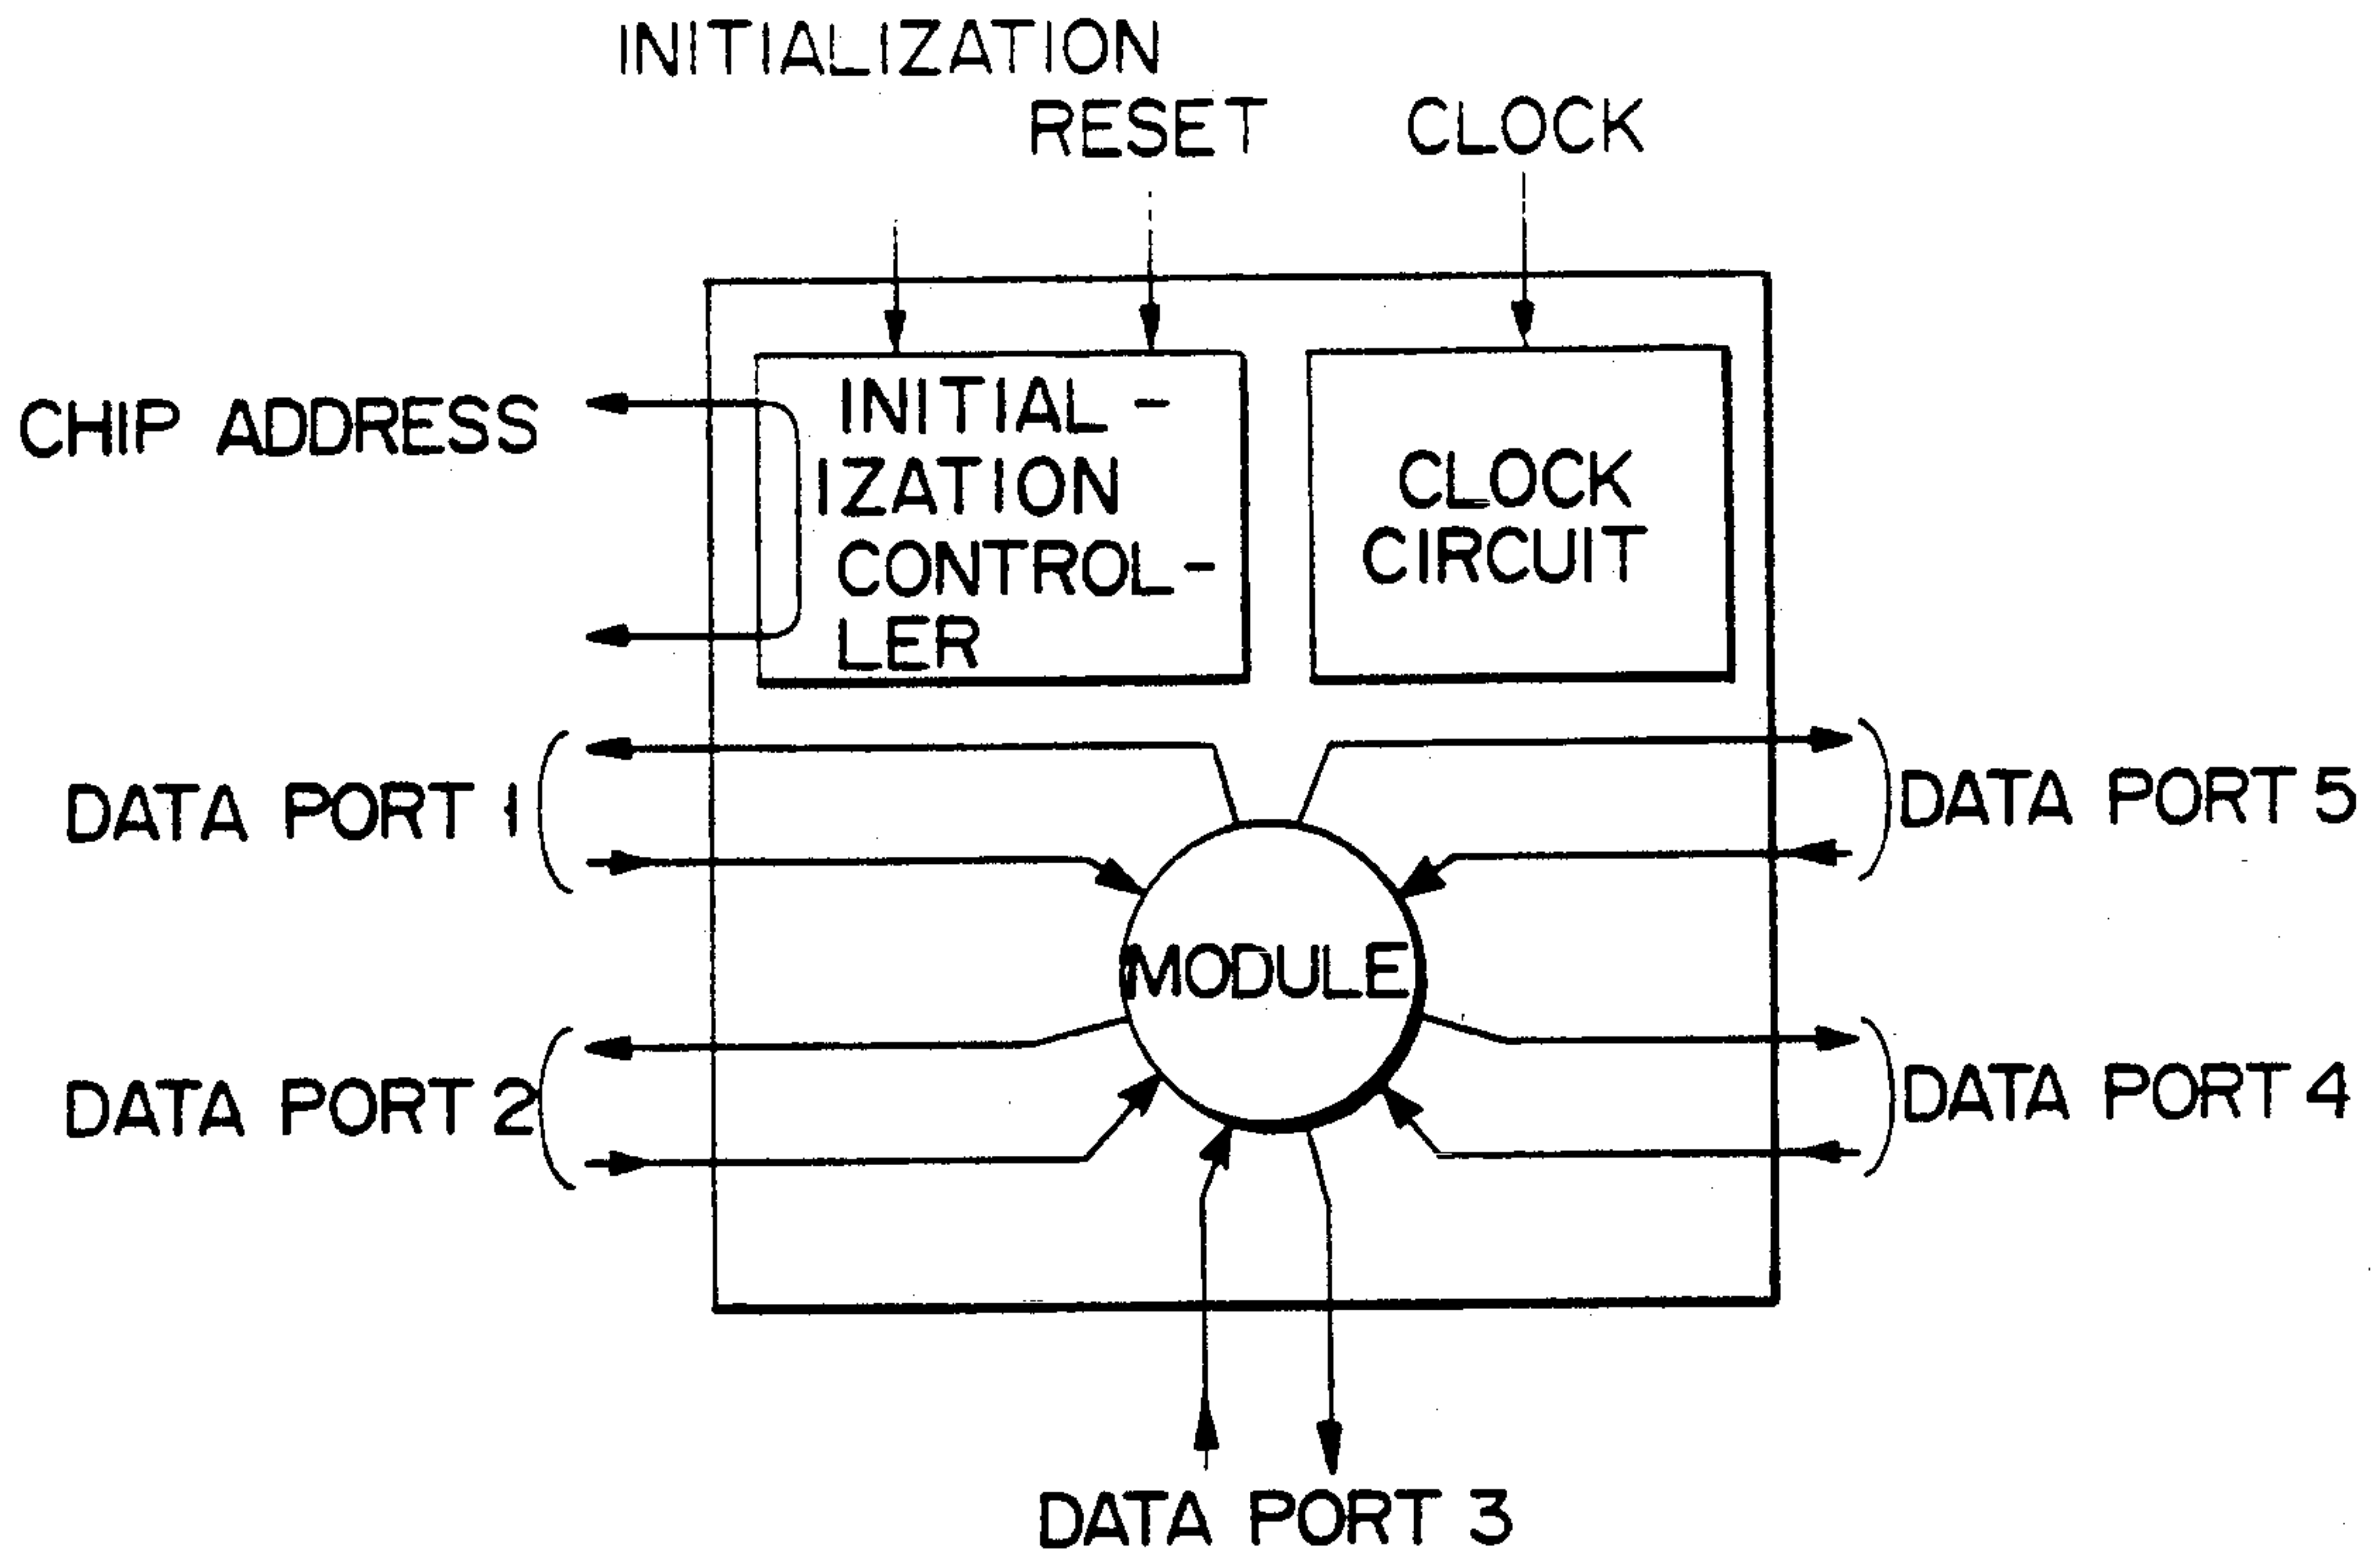 INITIALIZATION
RESET
CLOCK
CHIP ADDRESS
INITIAL-
IZATION
CONTROL-
LER
CLOCK
CIRCUIT
DATA PORT 1
DATA PORT 5
MODULE
DATA PORT 2
DATA PORT 4
DATA PORT 3